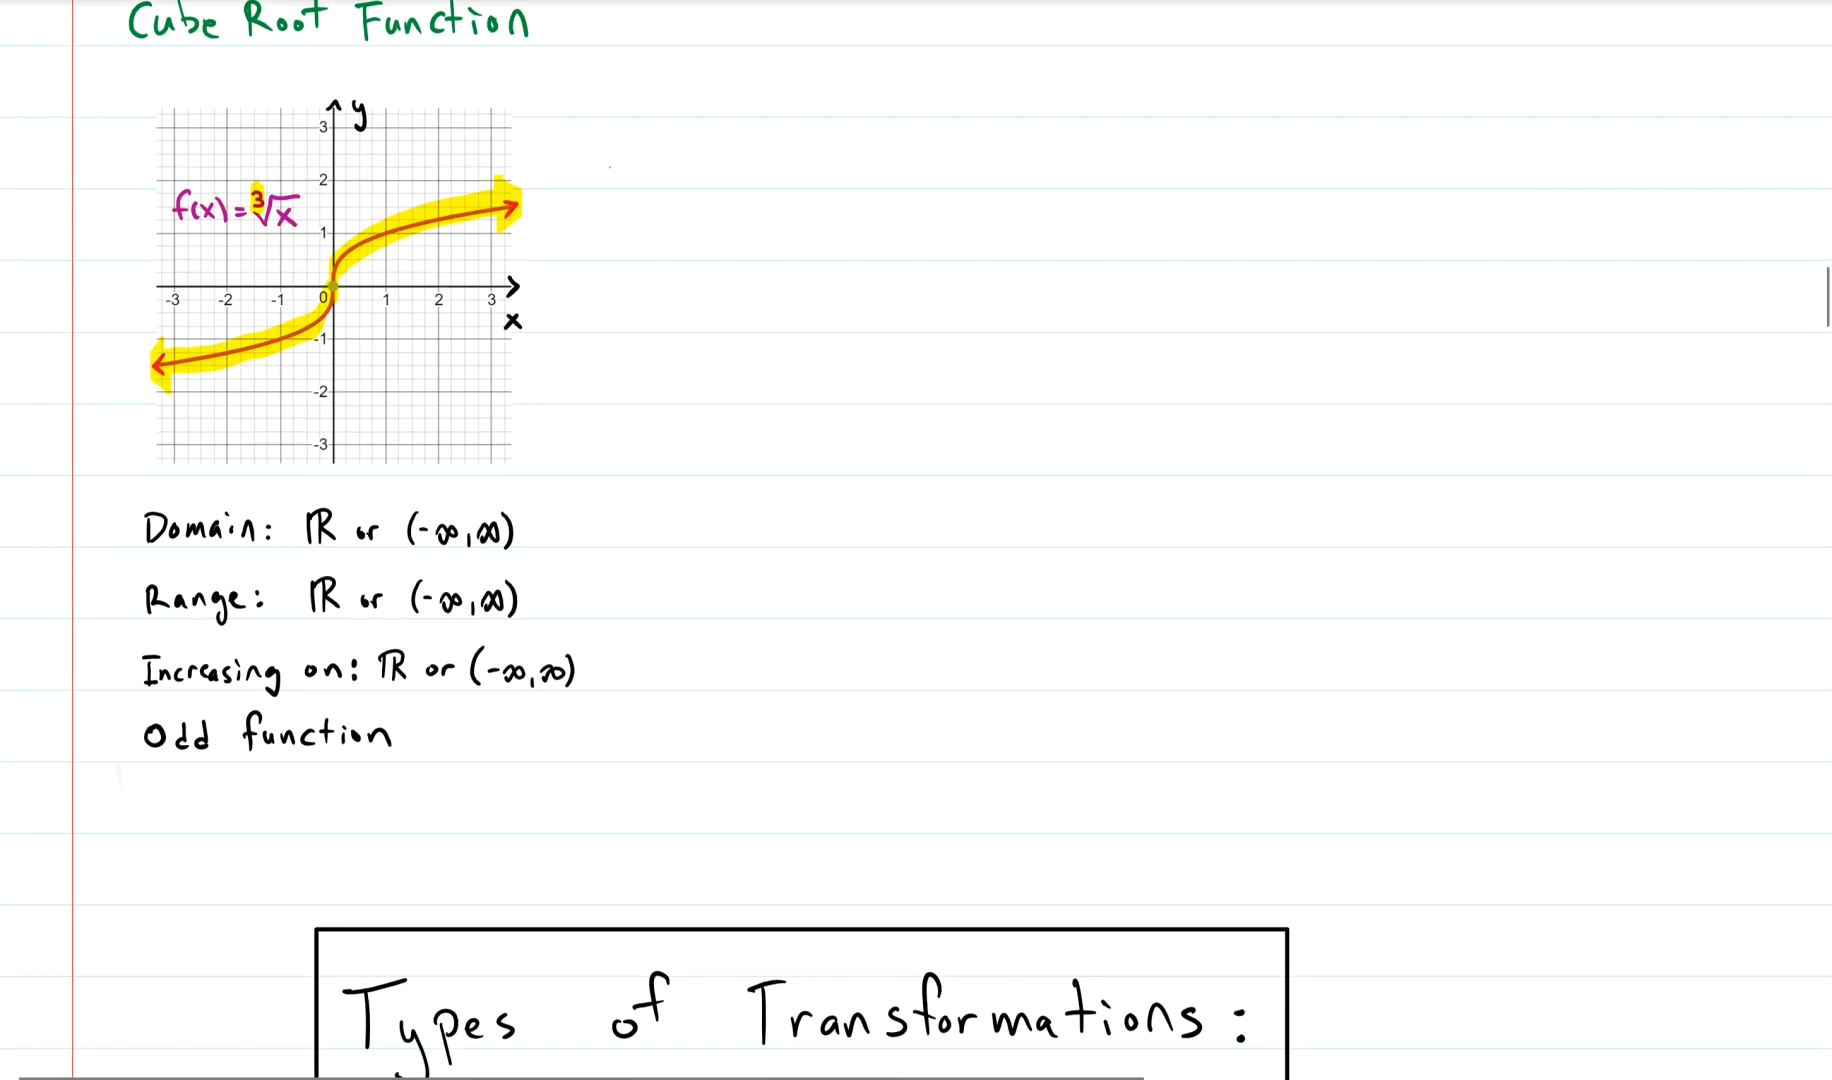 Cube Root Function
y
3
2
f(x) = ³√x
1
-3 -2 -1 0 1 2 3
x
-1
-2
-3
Domain: ℝ or (-∞,∞)
Range: ℝ or (-∞,∞)
Increasing on: ℝ or (-∞,∞)
Odd function
Types of Transformations: